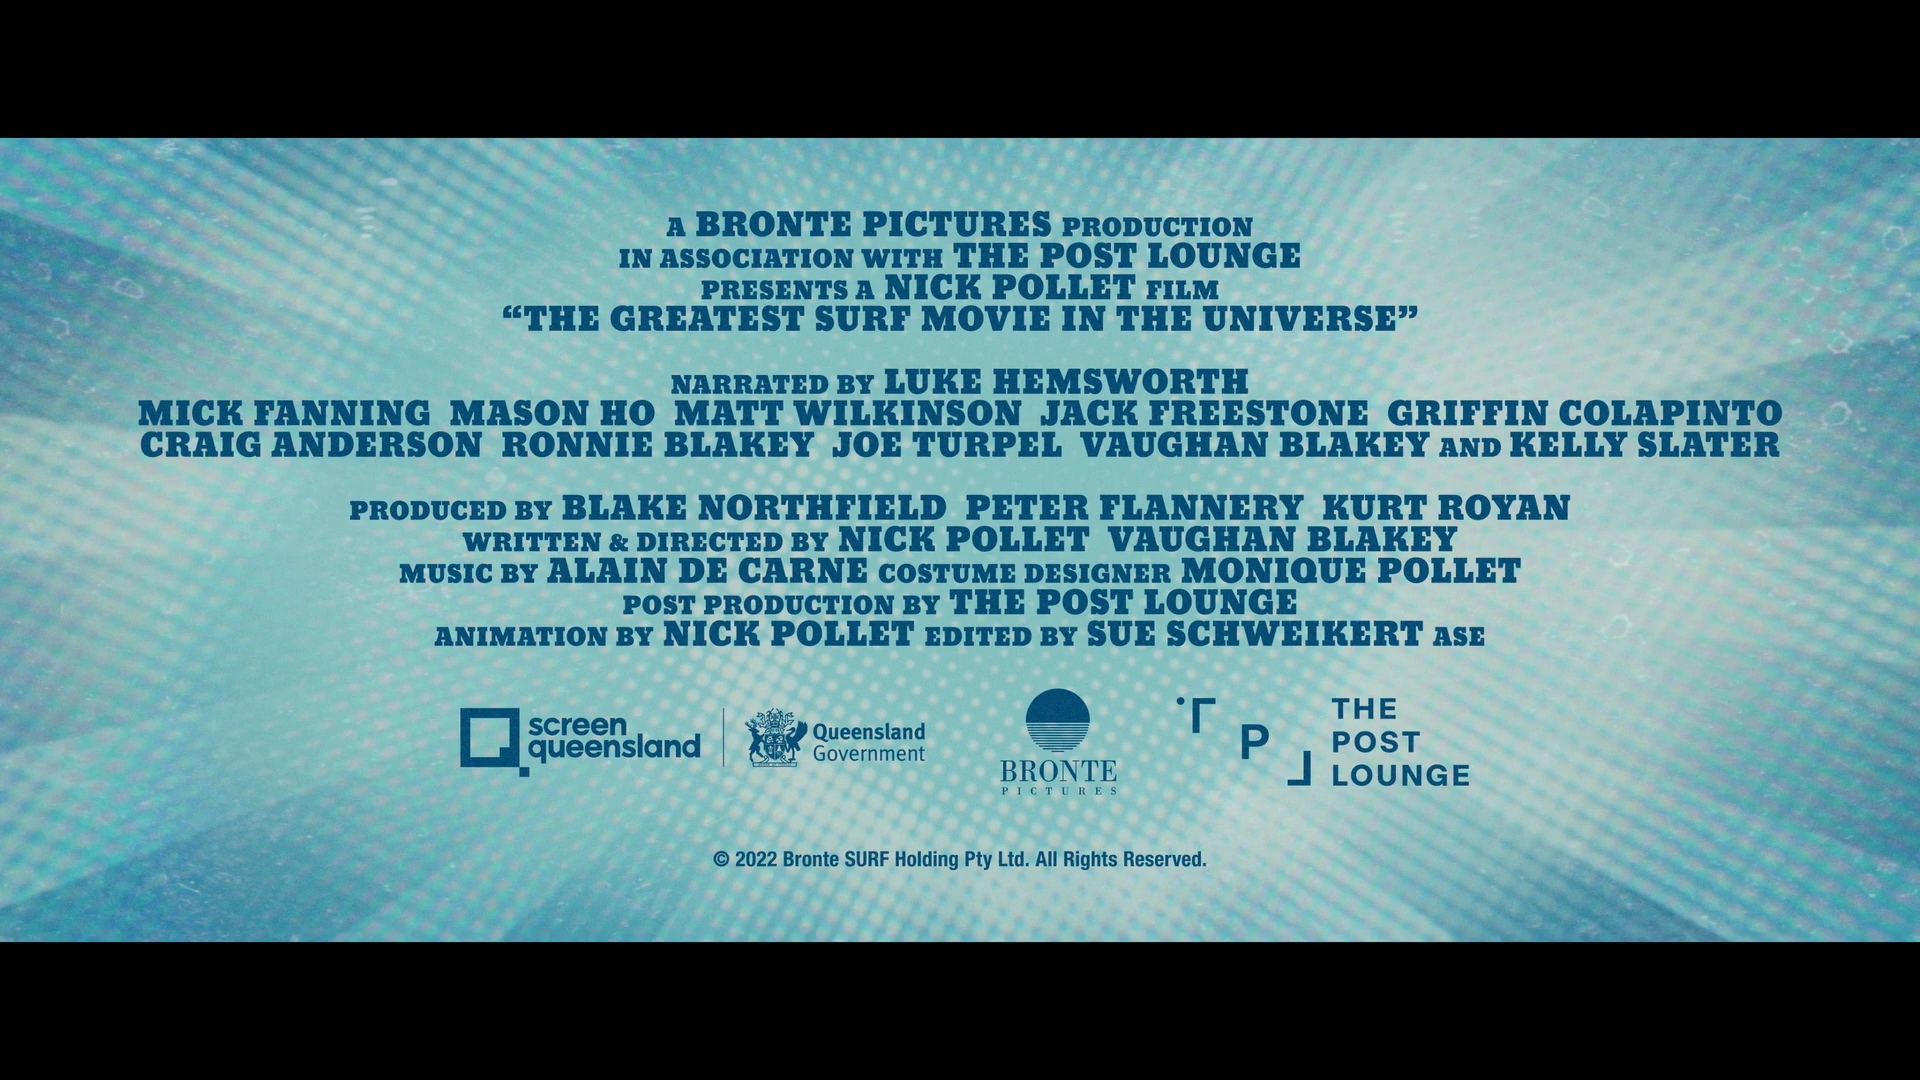 A BRONTE PICTURES PRODUCTION
IN ASSOCIATION WITH THE POST LOUNGE
PRESENTS A NICK POLLET FILM
“THE GREATEST SURF MOVIE IN THE UNIVERSE”
NARRATED BY LUKE HEMSWORTH
MICK FANNING MASON HO MATT WILKINSON JACK FREESTONE GRIFFIN COLAPINTO
CRAIG ANDERSON RONNIE BLAKEY JOE TURPEL VAUGHAN BLAKEY AND KELLY SLATER
PRODUCED BY BLAKE NORTHFIELD PETER FLANNERY KURT ROYAN
WRITTEN & DIRECTED BY NICK POLLET VAUGHAN BLAKEY
MUSIC BY ALAIN DE CARNE COSTUME DESIGNER MONIQUE POLLET
POST PRODUCTION BY THE POST LOUNGE
ANIMATION BY NICK POLLET EDITED BY SUE SCHWEIKERT ASE
screen
queensland
Queensland
Government
BRONTE
PICTURES
T P L
THE
POST
LOUNGE
© 2022 Bronte SURF Holding Pty Ltd. All Rights Reserved.